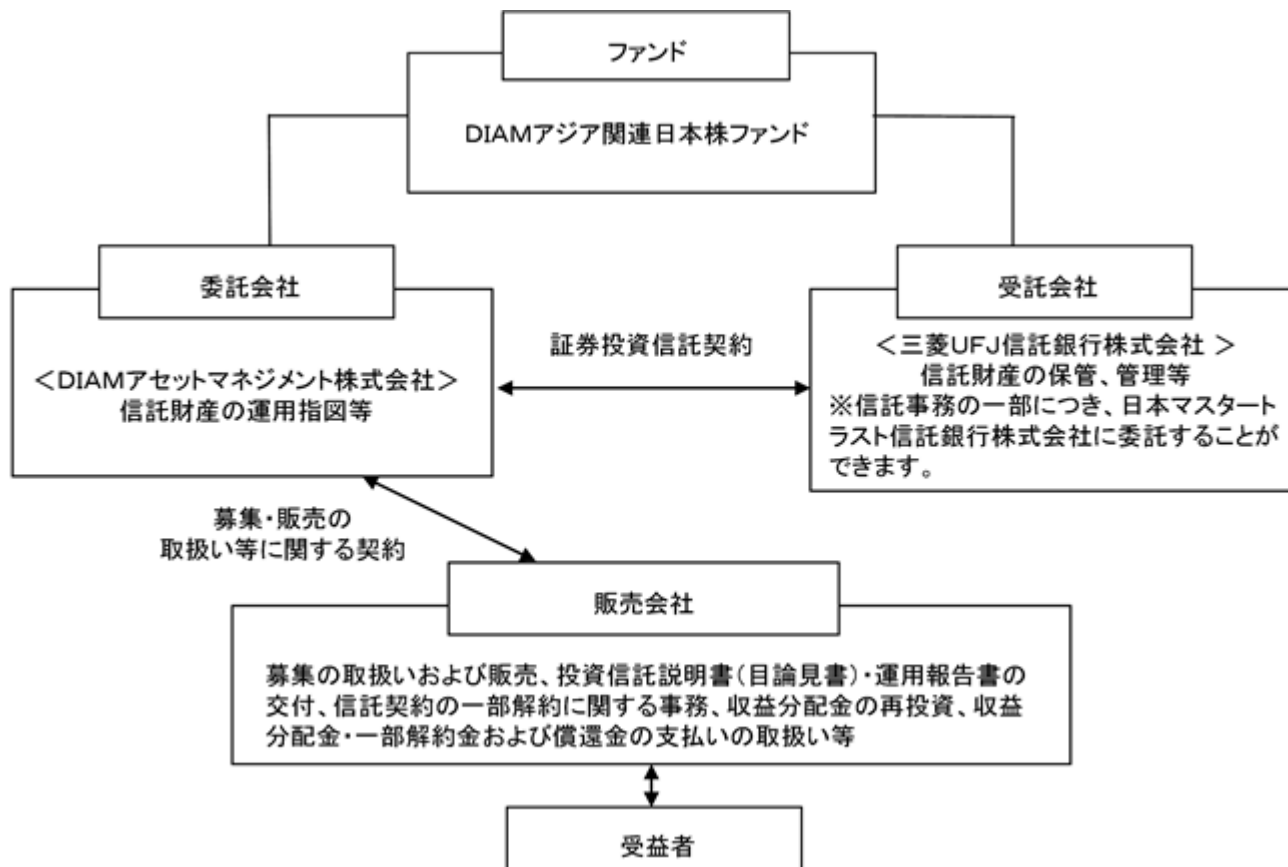 ファンド
DIAMアジア関連日本株ファンド
委託会社
<DIAMアセットマネジメント株式会社>
信託財産の運用指図等
証券投資信託契約
受託会社
<三菱UFJ信託銀行株式会社 >
信託財産の保管、管理等
※信託事務の一部につき、日本マスタート
ラスト信託銀行株式会社に委託することが
できます。
募集・販売の
取扱い等に関する契約
販売会社
募集の取扱いおよび販売、投資信託説明書(目論見書)・運用報告書の
交付、信託契約の一部解約に関する事務、収益分配金の再投資、収益
分配金・一部解約金および償還金の支払いの取扱い等
受益者